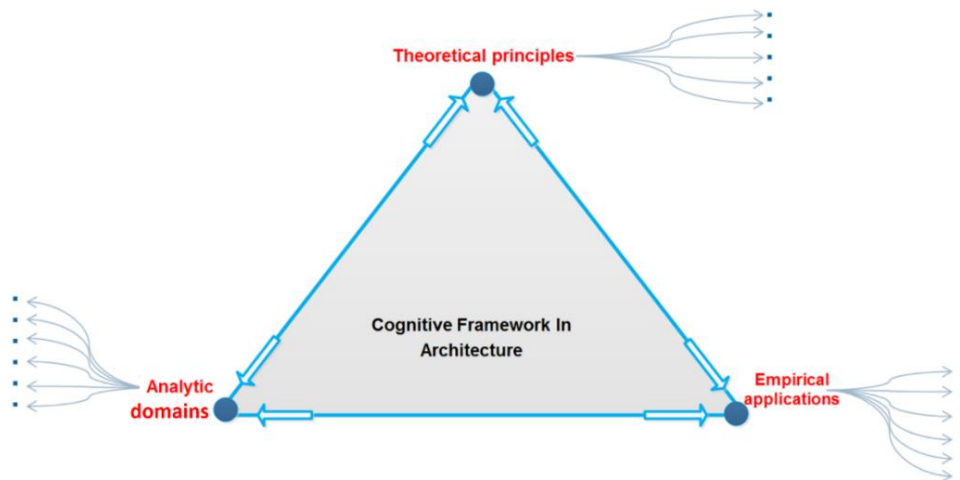 Theoretical principles
Cognitive Framework In
Architecture
Analytic
domains
Empirical
applications